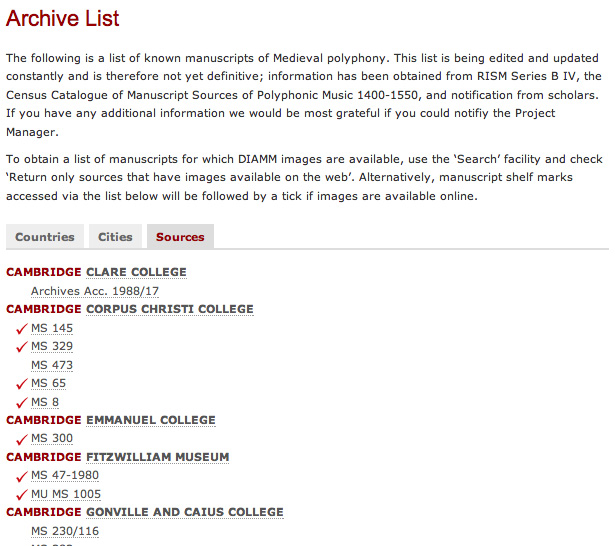 Archive List
The following is a list of known manuscripts of Medieval polyphony. This list is being edited and updated
constantly and is therefore not yet definitive; information has been obtained from RISM Series B IV, the
Census Catalogue of Manuscript Sources of Polyphonic Music 1400-1550, and notification from scholars.
If you have any additional information we would be most grateful if you could notifiy the Project
Manager.
To obtain a list of manuscripts for which DIAMM images are available, use the ‘Search’ facility and check
‘Return only sources that have images available on the web’. Alternatively, manuscript shelf marks
accessed via the list below will be followed by a tick if images are available online.
Countries Cities Sources
CAMBRIDGE CLARE COLLEGE
Archives Acc. 1988/17
CAMBRIDGE CORPUS CHRISTI COLLEGE
MS 145
MS 329
MS 473
MS 65
MS 8
CAMBRIDGE EMMANUEL COLLEGE
MS 300
CAMBRIDGE FITZWILLIAM MUSEUM
MS 47-1980
MU MS 1005
CAMBRIDGE GONVILLE AND CAIUS COLLEGE
MS 230/116